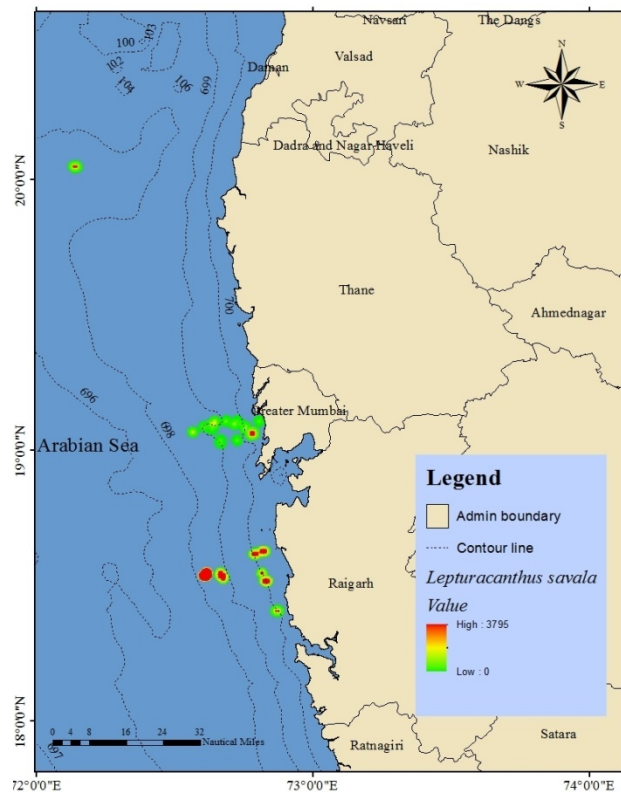 Navsari
The Dangs
Valsad
Daman
N
W E
S
100
103
102
104
106
699
Dadra and Nagar Haveli
Nashik
20°0'0"N
Thane
Ahmednagar
700
696
698
Greater Mumbai
19°0'0"N
Arabian Sea
Legend
Admin boundary
Contour line
Lepturacanthus savala
Value
High : 3795
Low : 0
Raigarh
18°0'0"N
0 4 8 16 24 32
Nautical Miles
697
Ratnagiri
Satara
72°0'0"E
73°0'0"E
74°0'0"E